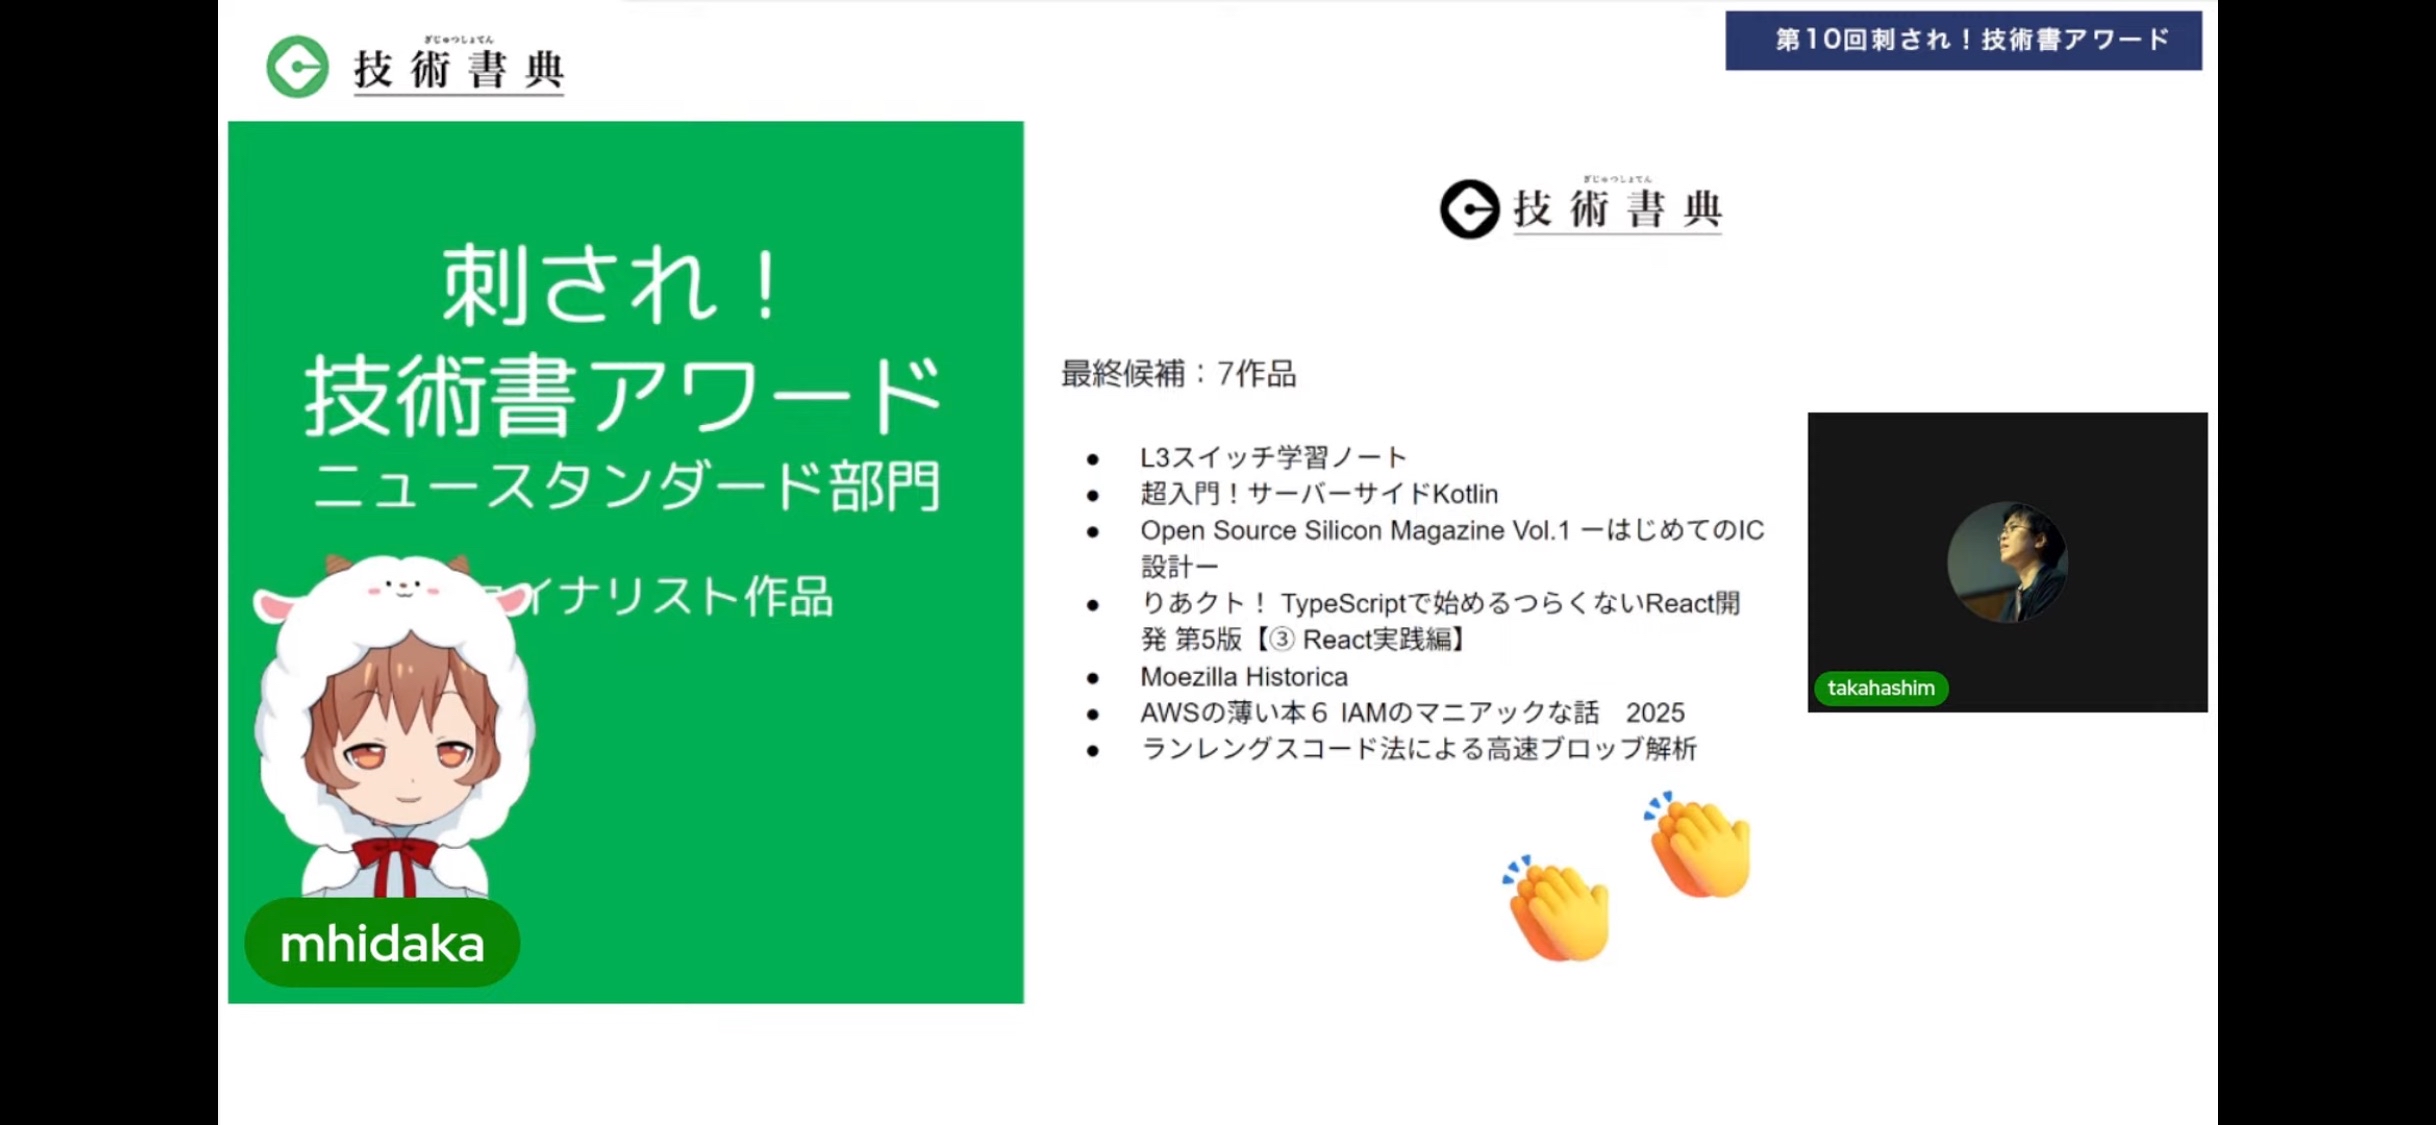 ぎじゅつしょてん
技術書典
第10回刺され！技術書アワード
刺され！
技術書アワード
ニュースタンダード部門
イナリスト作品
mhidaka
ぎじゅつしょてん
技術書典
最終候補：7作品
● L3スイッチ学習ノート
● 超入門！サーバーサイドKotlin
● Open Source Silicon Magazine Vol.1 ーはじめてのIC
設計ー
● りあクト！ TypeScriptで始めるつらくないReact開
発 第5版【③ React実践編】
● Moezilla Historica
● AWSの薄い本６ IAMのマニアックな話　2025
● ランレングスコード法による高速ブロッブ解析
takahashim